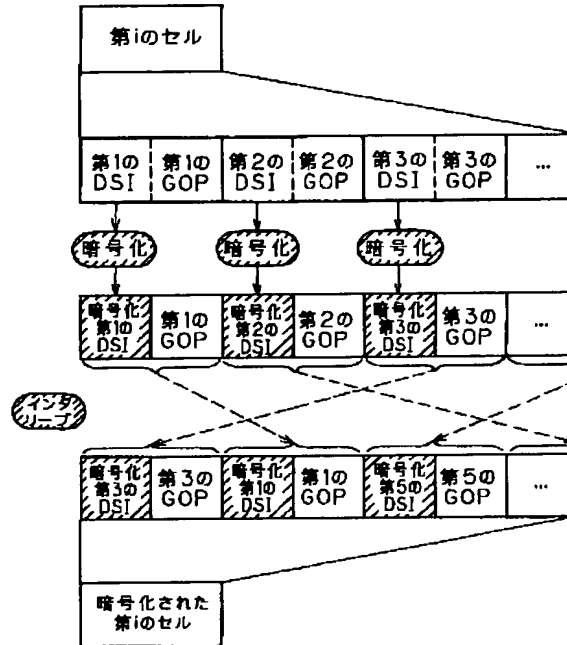 第iのセル
第1の 第1の 第2の 第2の 第3の 第3の ...
DSI GOP DSI GOP DSI GOP
暗号化 暗号化 暗号化
暗号化 第1の 暗号化 第2の 暗号化 第3の ...
第1の GOP 第2の GOP 第3の GOP
DSI DSI DSI
インタ
リーブ
暗号化 第3の 暗号化 第1の 暗号化 第5の ...
第3の GOP 第1の GOP 第5の GOP
DSI DSI DSI
暗号化された
第iのセル